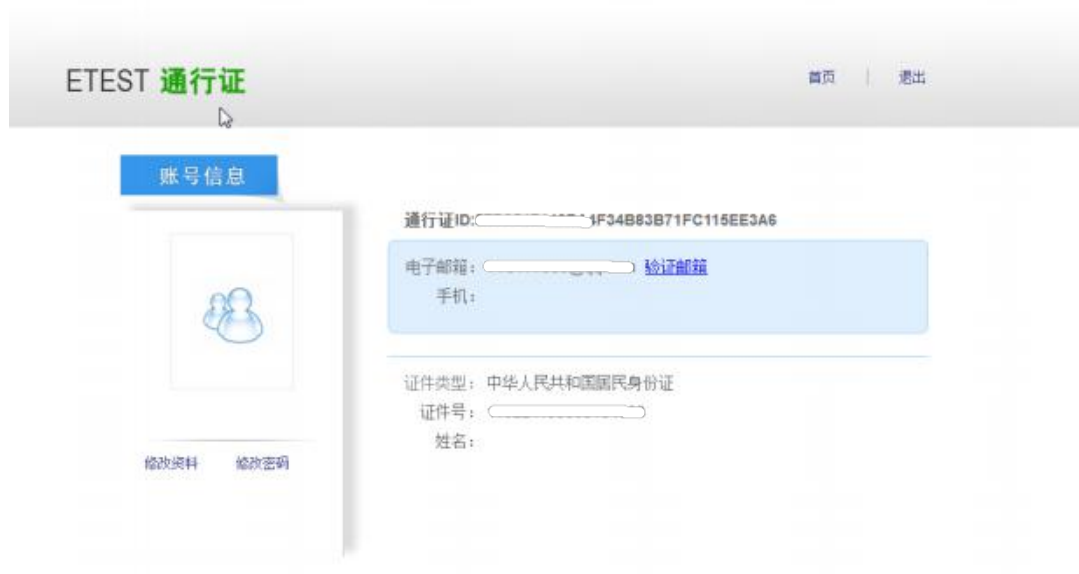 ETEST 通行证
首页 | 退出
账号信息
通行证ID: 4F34B83B71FC115EE3A6
电子邮箱： 验证邮箱
手机：
证件类型：中华人民共和国居民身份证
证件号：
姓名：
修改资料 修改密码